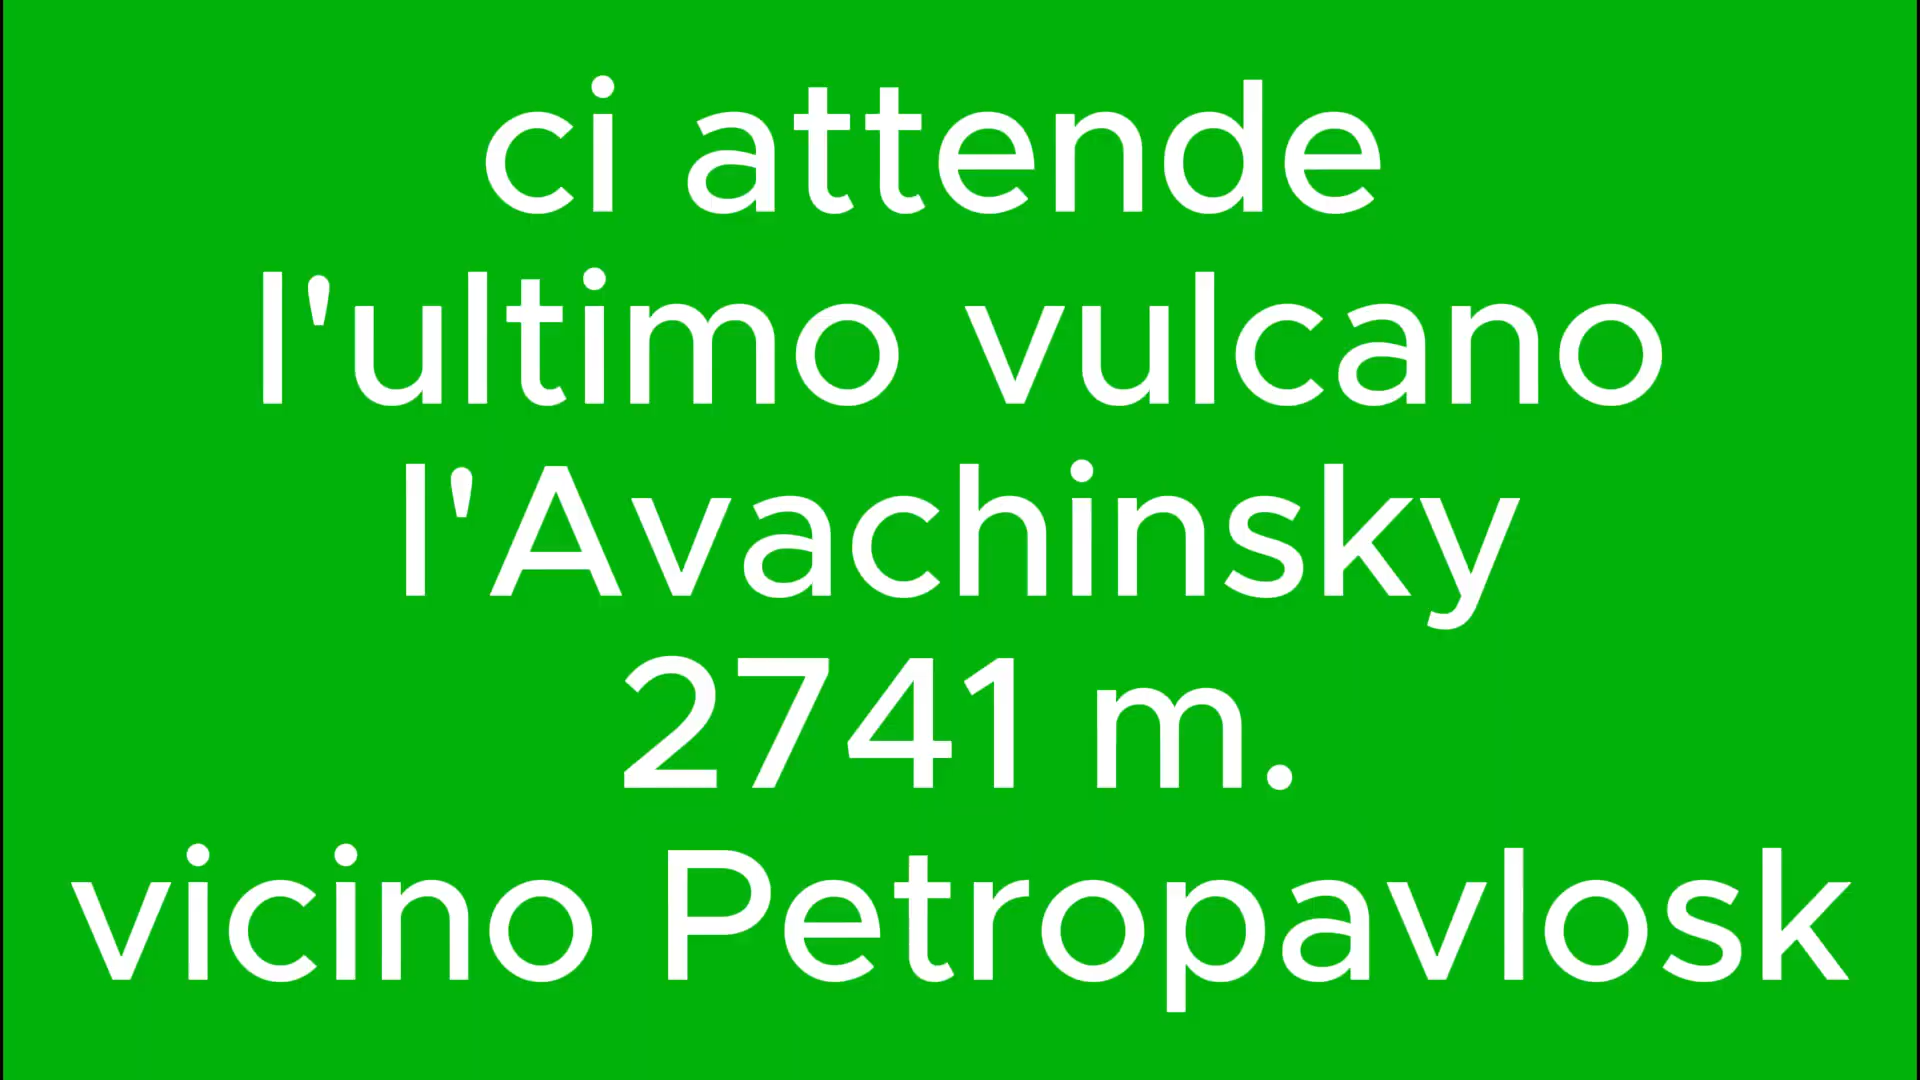 ci attende
l'ultimo vulcano
l'Avachinsky
2741 m.
vicino Petropavlosk